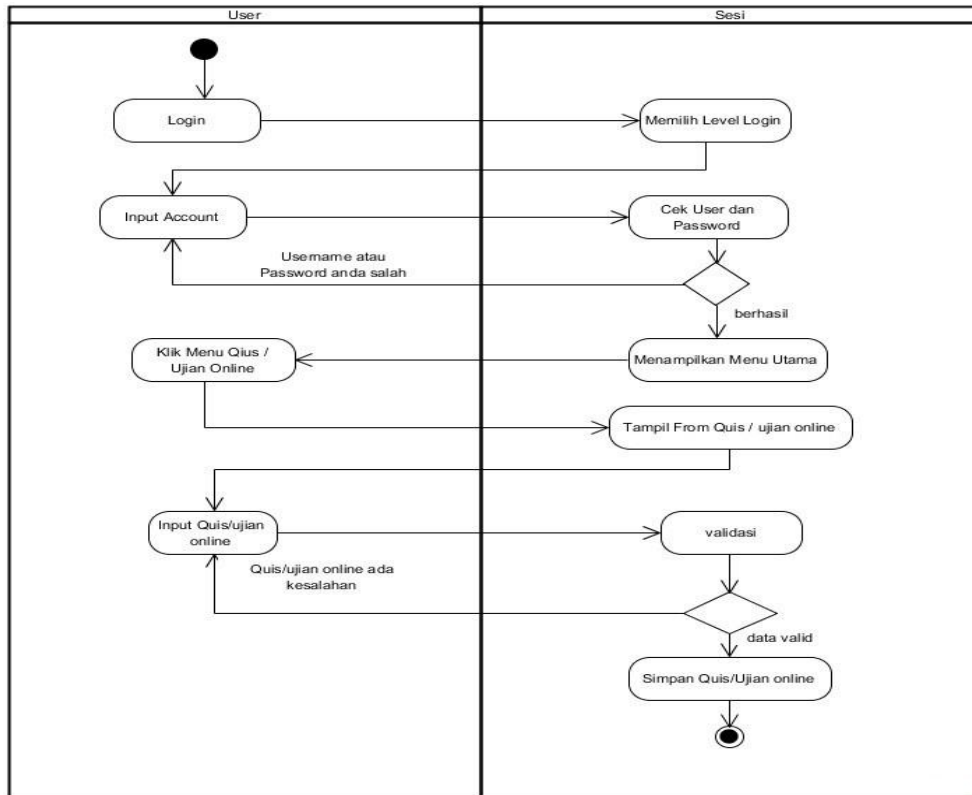 User
Sesi
Login
Memilih Level Login
Input Account
Cek User dan
Password
Username atau
Password anda salah
berhasil
Klik Menu Qius /
Ujian Online
Menampilkan Menu Utama
Tampil From Quis / ujian online
Input Quis/ujian
online
validasi
Quis/ujian online ada
kesalahan
data valid
Simpan Quis/Ujian online